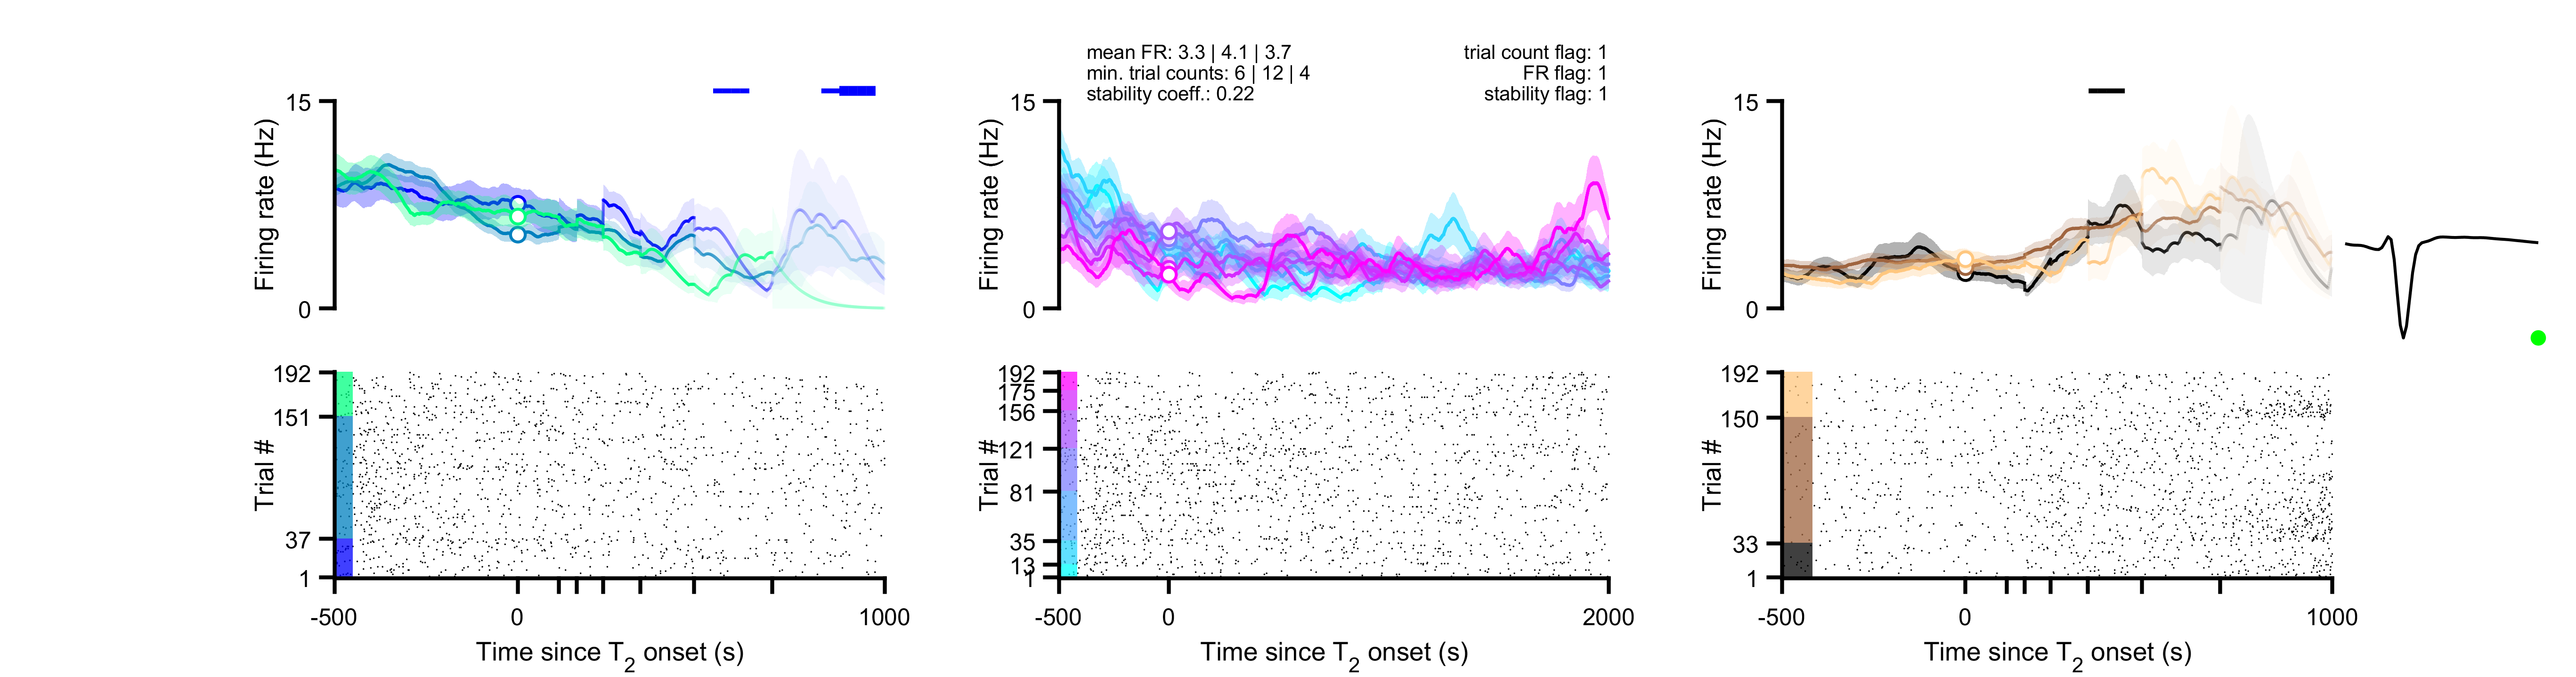 mean FR: 3.3 | 4.1 | 3.7
min. trial counts: 6 | 12 | 4
stability coeff.: 0.22
trial count flag: 1
FR flag: 1
stability flag: 1
15
0
Firing rate (Hz)
192
151
37
1
Trial #
-500
0
1000
Time since T2 onset (s)
15
0
Firing rate (Hz)
192
175
156
121
81
35
13
1
Trial #
-500
0
2000
Time since T2 onset (s)
15
0
Firing rate (Hz)
192
150
33
1
Trial #
-500
0
1000
Time since T2 onset (s)